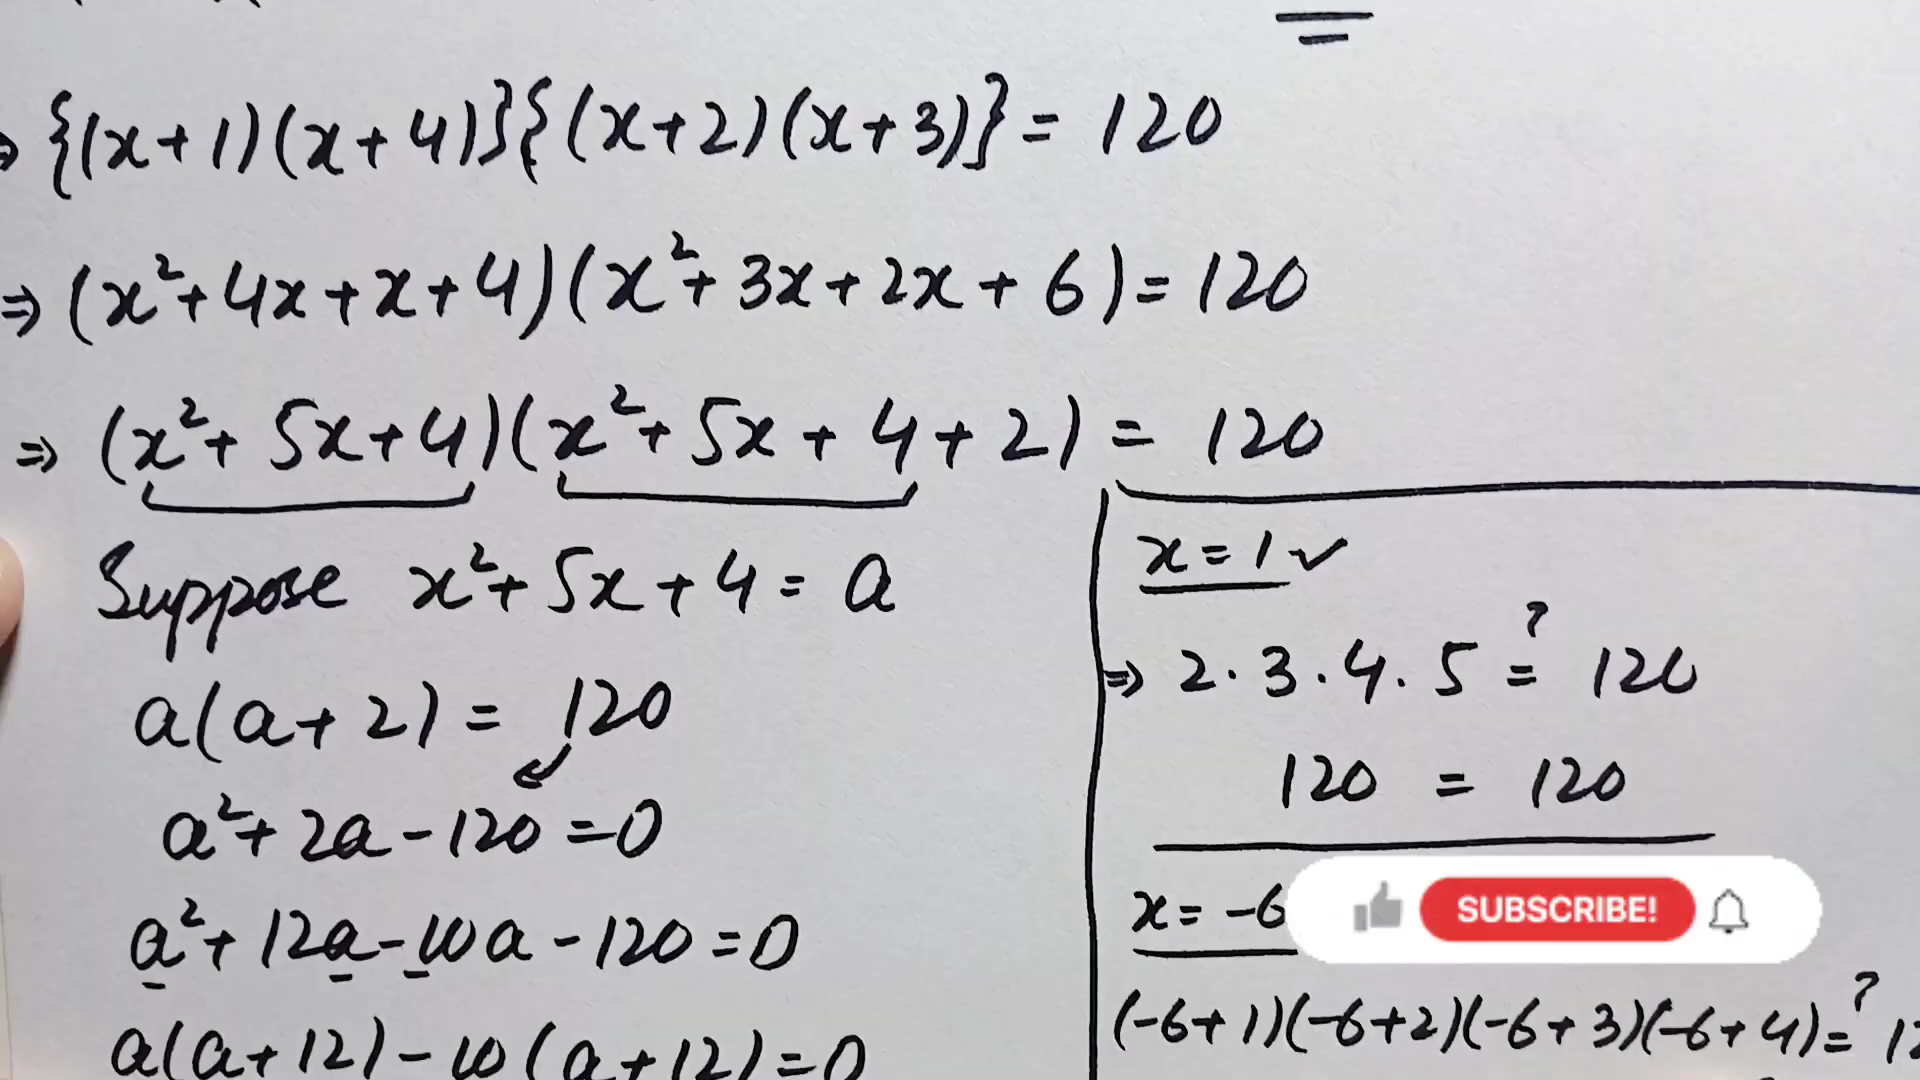 ⇒ {(x+1)(x+4)}{(x+2)(x+3)} = 120
⇒ (x²+4x+x+4)(x²+3x+2x+6) = 120
⇒ (x²+5x+4)(x²+5x+4+2) = 120
Suppose x²+5x+4 = a
a(a+2) = 120
a²+2a-120 = 0
a²+12a-10a-120 = 0
a(a+12)-10(a+12) = 0
x = 1 ✓
⇒ 2·3·4·5 ?= 120
120 = 120
x = -6
SUBSCRIBE!
(-6+1)(-6+2)(-6+3)(-6+4) ?=